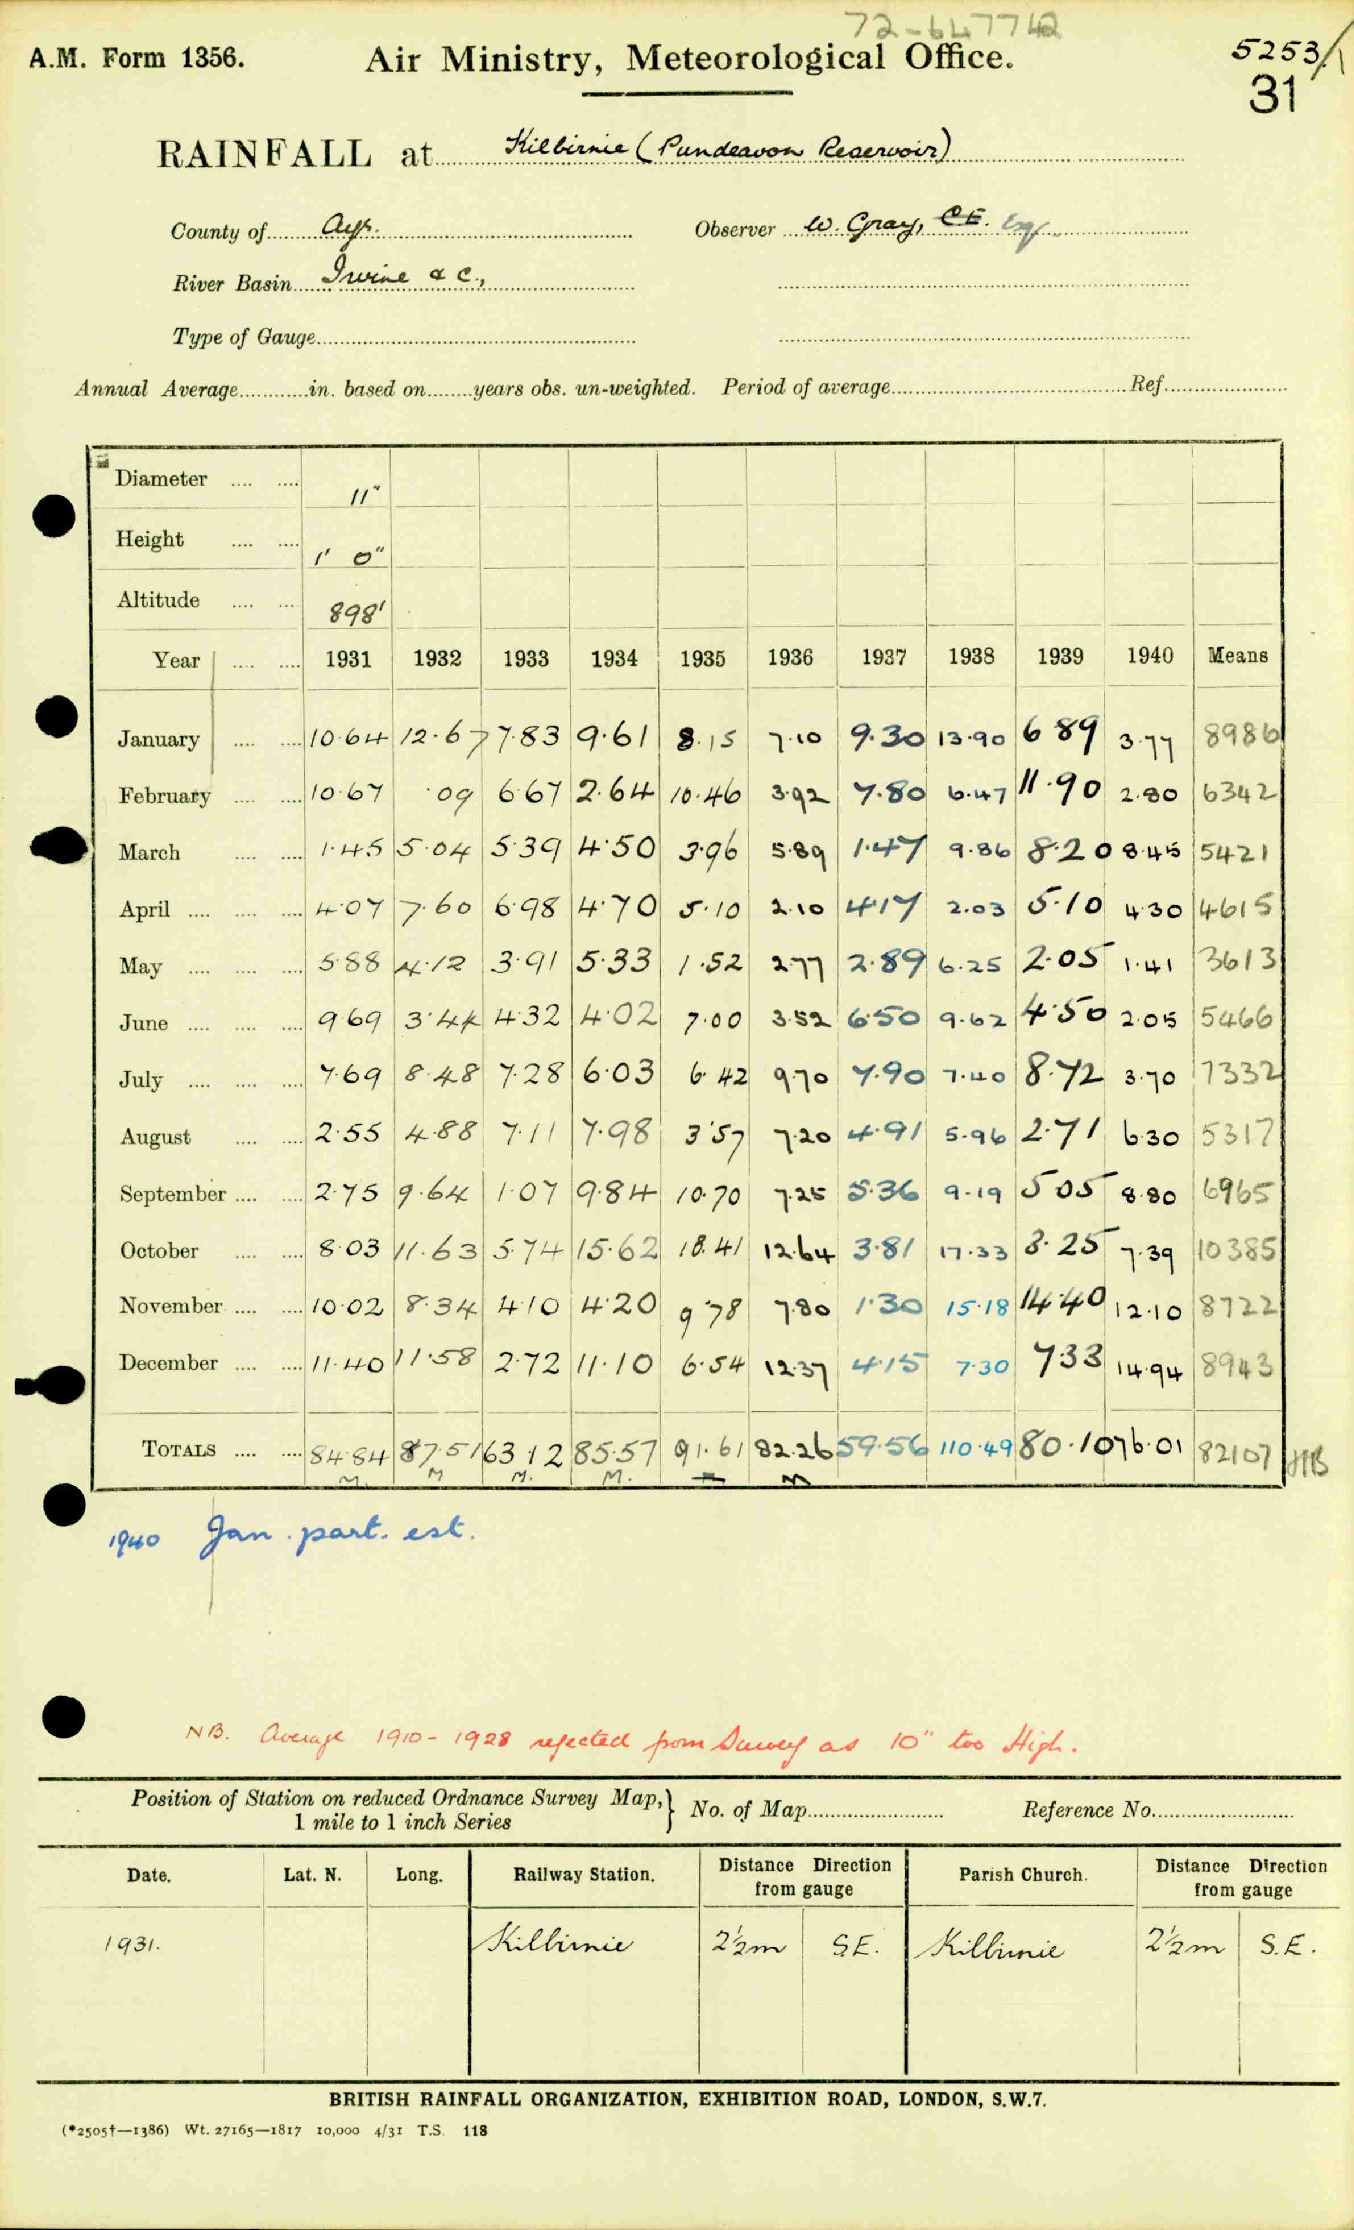 72-647742
A.M. Form 1356. Air Ministry, Meteorological Office. 5253/1
31
RAINFALL at Kilbirnie (Pundeavon Reservoir)
County of Ayr. Observer W. Gray, C.E. Esq.
River Basin Irvine & c.,
Type of Gauge
Annual Average in. based on years obs. un-weighted. Period of average Ref.
Diameter 11"
Height 1' 0"
Altitude 898'
Year 1931 1932 1933 1934 1935 1936 1937 1938 1939 1940 Means
January 10.64 12.67 7.83 9.61 8.15 7.10 9.30 13.90 6 89 3.77 8986
February 10.67 .09 6.67 2.64 10.46 3.92 7.80 6.47 11.90 2.80 6342
March 1.45 5.04 5.39 4.50 3.96 5.89 1.47 9.86 8.20 8.45 5421
April 4.07 7.60 6.98 4.70 5.10 2.10 4.17 2.03 5.10 4.30 4615
May 5.88 4.12 3.91 5.33 1.52 2.77 2.89 6.25 2.05 1.41 3613
June 9.69 3.44 4.32 4.02 7.00 3.52 6.50 9.62 4.50 2.05 5466
July 7.69 8.48 7.28 6.03 6.42 9.70 7.90 7.40 8.72 3.70 7332
August 2.55 4.88 7.11 7.98 3.57 7.20 4.91 5.96 2.71 6.30 5317
September 2.75 9.64 1.07 9.84 10.70 7.25 5.36 9.19 5 05 8.80 6965
October 8.03 11.63 5.74 15.62 18.41 12.64 3.81 17.33 3.25 7.39 10385
November 10.02 8.34 4.10 4.20 9.78 7.80 1.30 15.18 14.40 12.10 8722
December 11.40 11.58 2.72 11.10 6.54 12.37 4.15 7.30 7.33 14.94 8943
TOTALS 84.84 87.51 63.12 85.57 91.61 82.26 59.56 110.49 80.10 76.01 82107 HB
M. M M. M. M
1940 Jan. part. est.
NB. Average 1910-1928 rejected from Survey as 10" too High.
Position of Station on reduced Ordnance Survey Map, } No. of Map Reference No.
1 mile to 1 inch Series
Date. Lat. N. Long. Railway Station. Distance Direction from gauge Parish Church. Distance Direction from gauge
1931. Kilbirnie 2½m S.E. Kilbirnie 2½m S.E.
BRITISH RAINFALL ORGANIZATION, EXHIBITION ROAD, LONDON, S.W.7.
(*2505†—1386) Wt. 27165—1817 10,000 4/31 T.S. 118